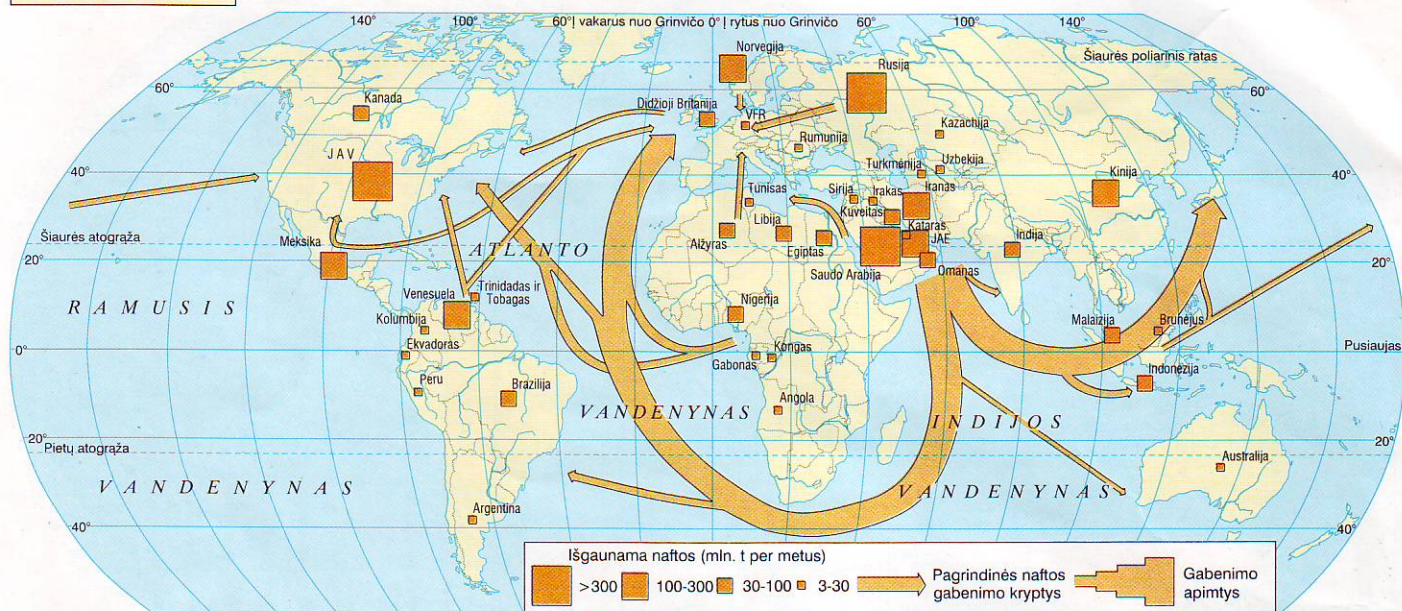 140° 100° 60° vakarus nuo Grinvičo 0° rytus nuo Grinvičo 60° 100° 140°
Norvegija
Rusija
Šiaurės poliarinis ratas
60° 60°
Kanada
Didžioji Britanija
VFR
Kazachija
Rumunija
JAV
Turkmėnija
Uzbekija
Kinija
40° 40°
Tunisas
Sirija
Irakas
Iranas
Kuveitas
Libija
Kataras
Šiaurės atogrąža
Meksika
ATLANTO
Alžyras
Egiptas
JAE
Indija
20° 20°
Saudo Arabija
Omanas
Venesuela
Trinidadas ir
Tobagas
RAMUSIS
Nigerija
Kolumbija
Malaizija
Brunėjus
0° 0°
Ekvadoras
Kongas
Pusiaujas
Gabonas
Indonezija
Peru
Brazilija
Angola
VANDENYNAS
INDIJOS
20° 20°
Pietų atogrąža
Australija
VANDENYNAS
VANDENYNAS
Argentina
40° 40°
Išgaunama naftos (mln. t per metus)
>300 100-300 30-100 3-30
Pagrindinės naftos
gabenimo kryptys
Gabenimo
apimtys